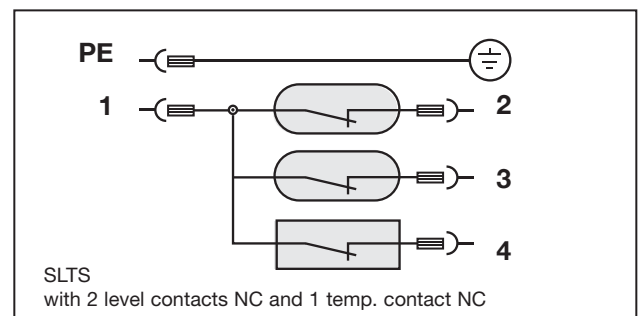 PE
1 2
3
4
SLTS
with 2 level contacts NC and 1 temp. contact NC